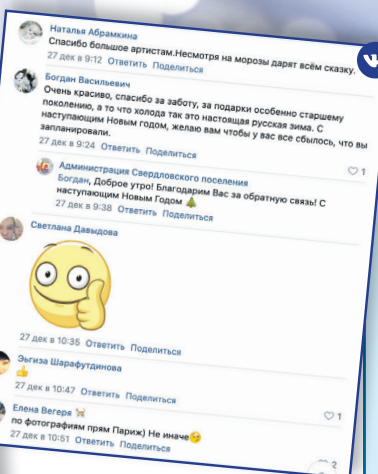 Наталья Абрамкина
Спасибо большое артистам.Несмотря на морозы дарят всём сказку.
27 дек в 9:12 Ответить Поделиться
Богдан Васильевич
Очень красиво, спасибо за заботу, за подарки особенно старшему
поколению, а то что холода так это настоящая русская зима. С
наступающим Новым годом, желаю вам чтобы у вас все сбылось, что вы
запланировали.
27 дек в 9:24 Ответить Поделиться
1
Администрация Свердловского поселения
Богдан, Доброе утро! Благодарим Вас за обратную связь! С
наступающим Новым Годом 🎄
27 дек в 9:38 Ответить Поделиться
Светлана Давыдова
27 дек в 10:35 Ответить Поделиться
Эьгиза Шарафутдинова
👍
27 дек в 10:47 Ответить Поделиться
1
Елена Вегеря
по фотографиям прям Париж) Не иначе😊
27 дек в 10:51 Ответить Поделиться
2